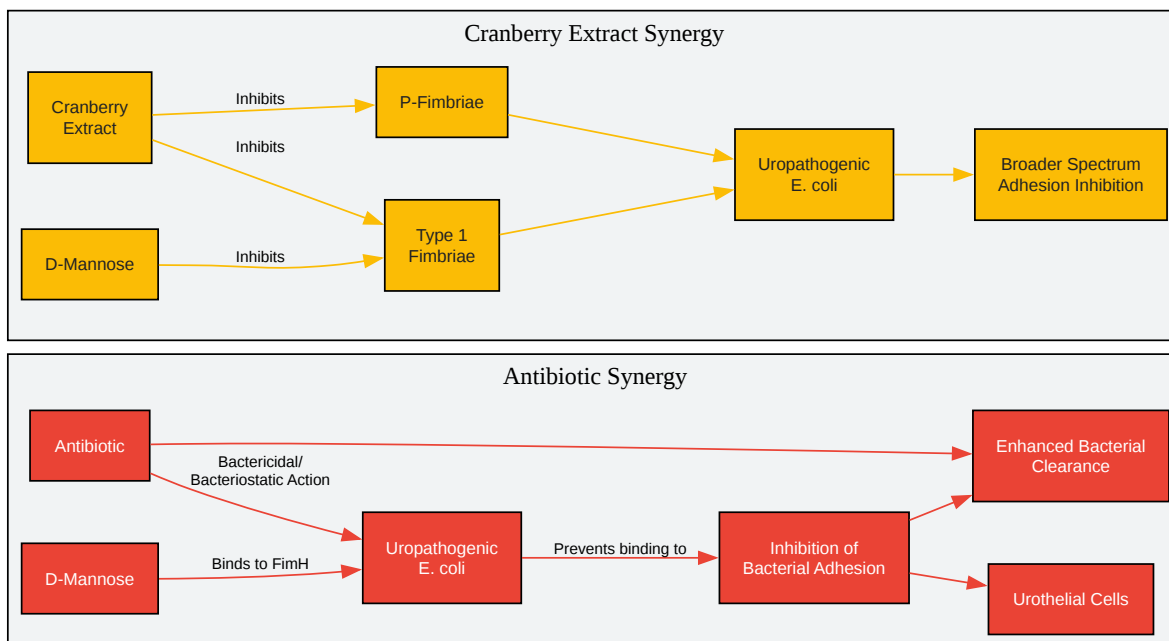 Cranberry Extract Synergy
Cranberry
Extract
Inhibits
Inhibits
P-Fimbriae
Type 1
Fimbriae
D-Mannose
Inhibits
Uropathogenic
E. coli
Broader Spectrum
Adhesion Inhibition
Antibiotic Synergy
Antibiotic
Bactericidal/
Bacteriostatic Action
D-Mannose
Binds to FimH
Uropathogenic
E. coli
Prevents binding to
Inhibition of
Bacterial Adhesion
Enhanced Bacterial
Clearance
Urothelial Cells